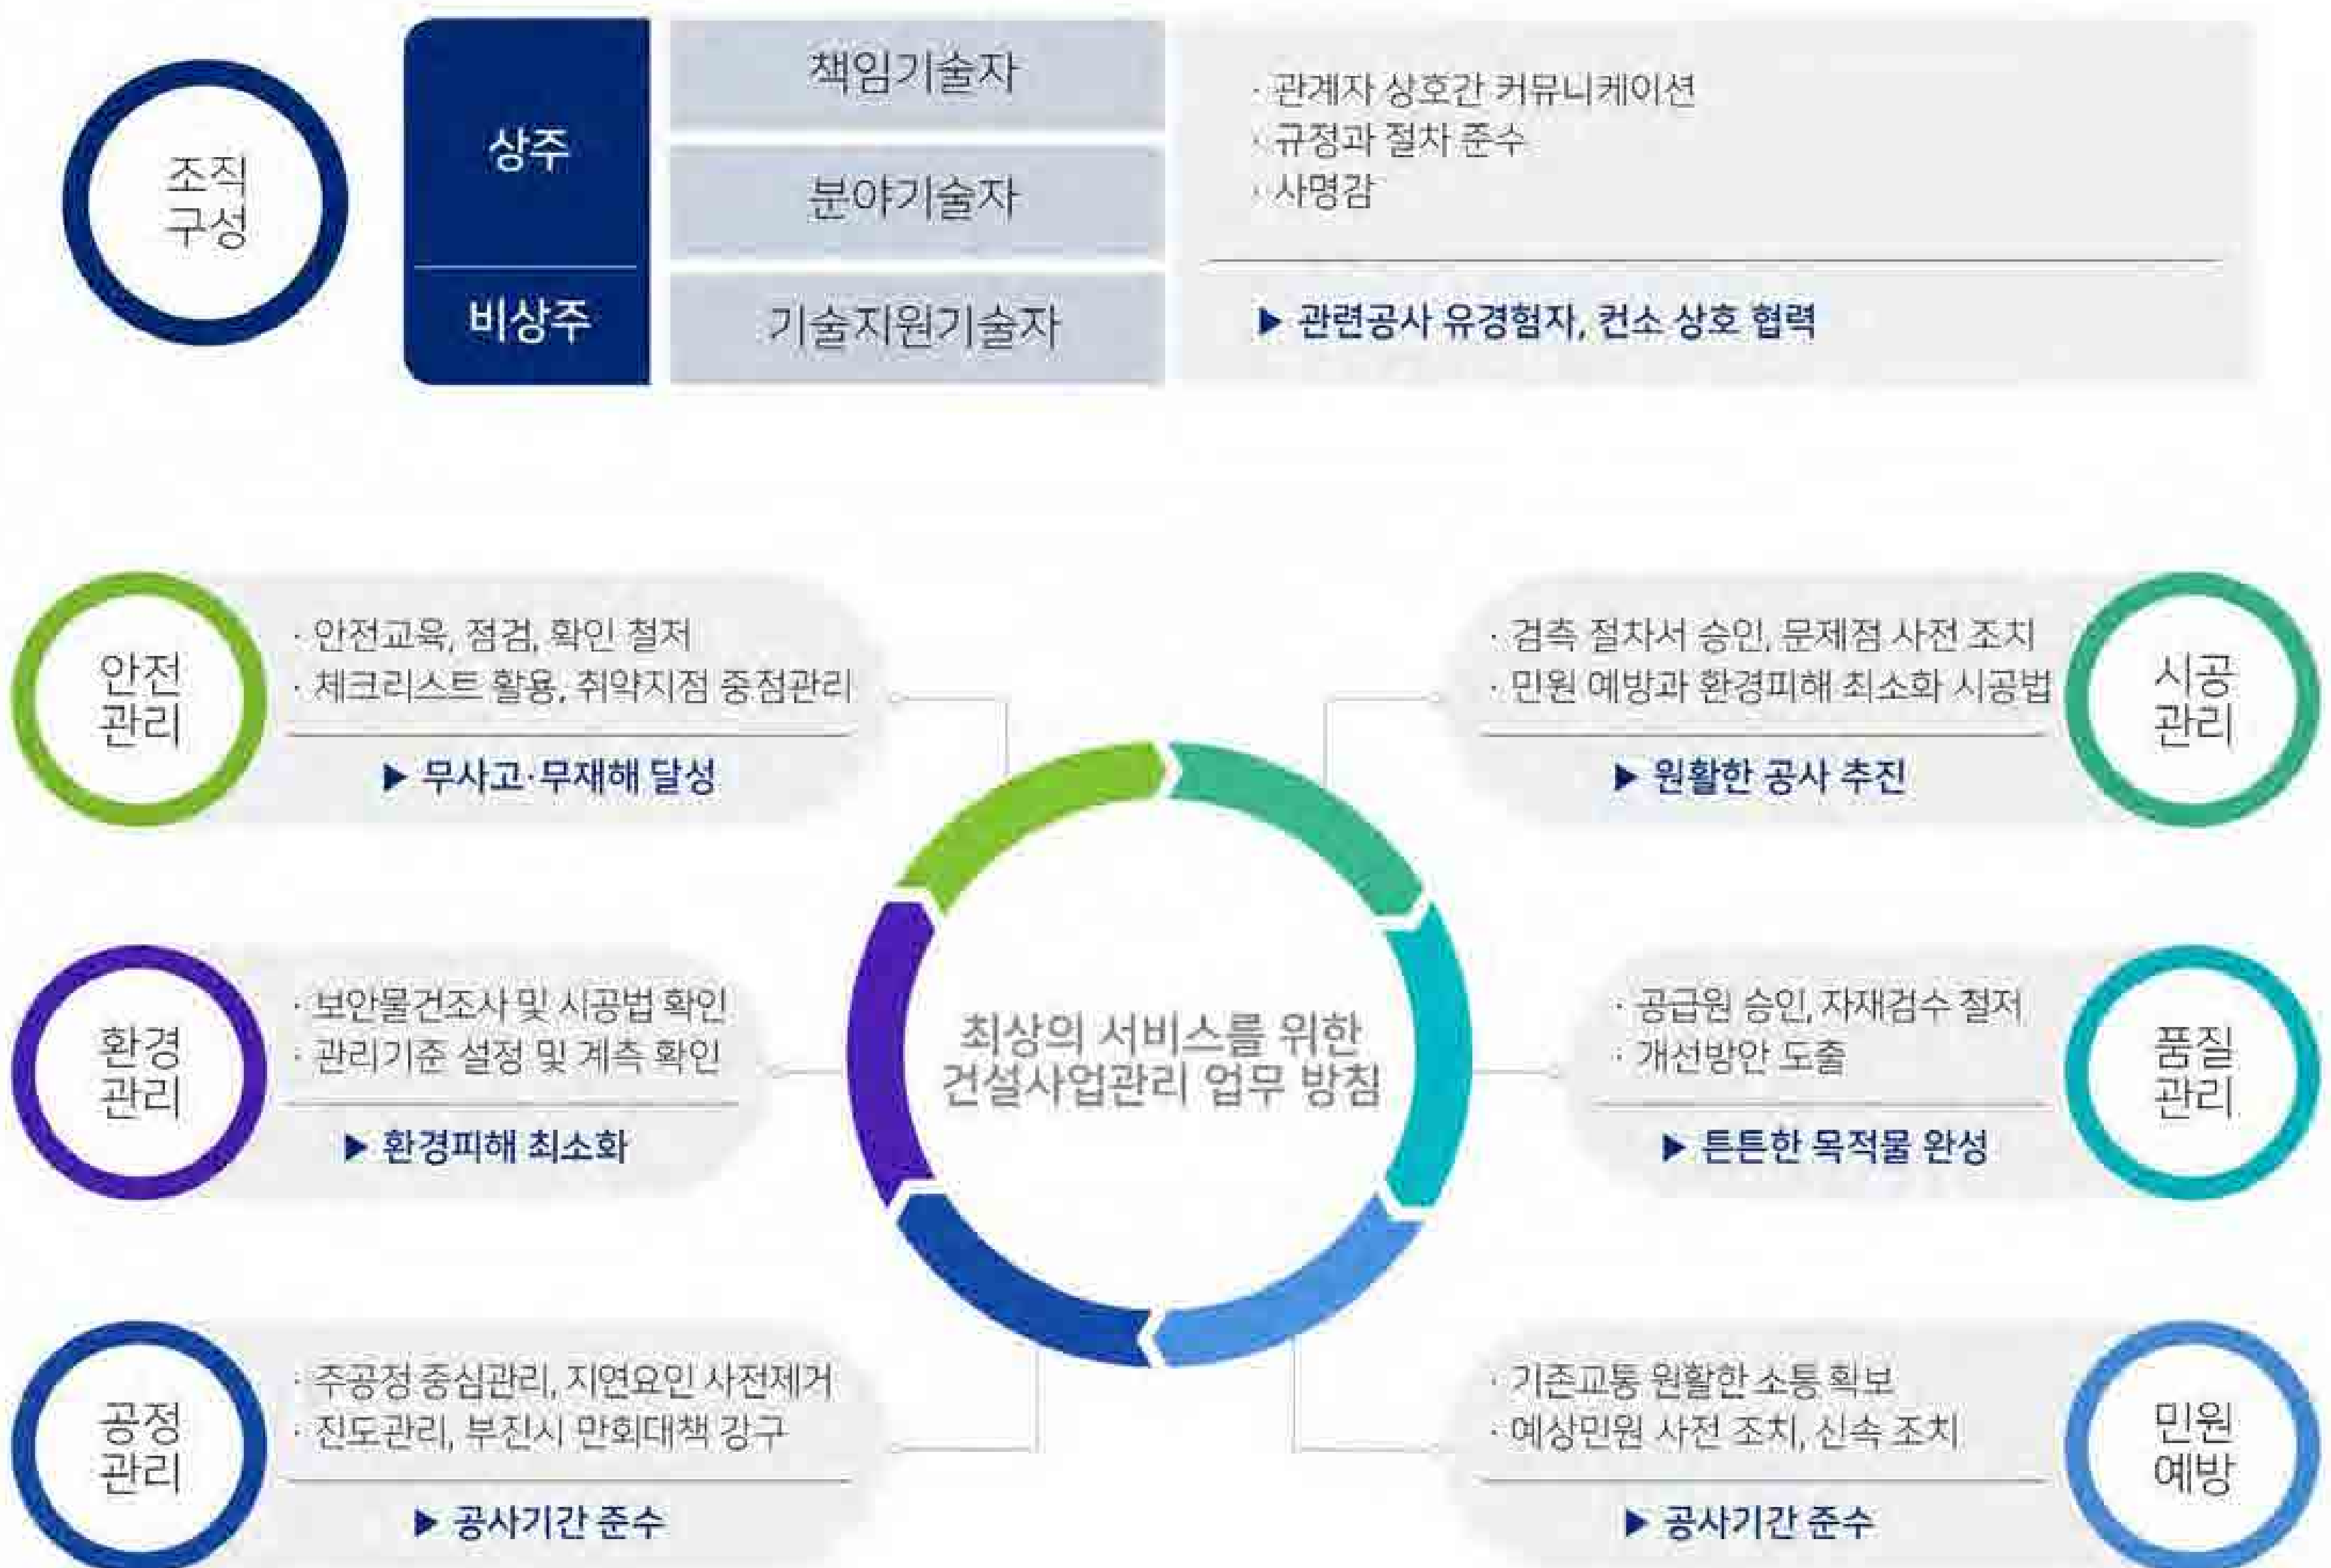 조직
구성
상주
비상주
책임기술자
분야기술자
기술지원기술자
· 관계자 상호간 커뮤니케이션
· 규정과 절차 준수
· 사명감
▶ 관련공사 유경험자, 컨소 상호 협력
안전
관리
· 안전교육, 점검, 확인 철저
· 체크리스트 활용, 취약지점 중점관리
▶ 무사고·무재해 달성
시공
관리
· 검측 절차서 승인, 문제점 사전 조치
· 민원 예방과 환경피해 최소화 시공법
▶ 원활한 공사 추진
환경
관리
· 보안물건조사 및 시공법 확인
· 관리기준 설정 및 계측 확인
▶ 환경피해 최소화
최상의 서비스를 위한
건설사업관리 업무 방침
품질
관리
· 공급원 승인, 자재검수 철저
· 개선방안 도출
▶ 튼튼한 목적물 완성
공정
관리
· 주공정 중심관리, 지연요인 사전제거
· 진도관리, 부진시 만회대책 강구
▶ 공사기간 준수
민원
예방
· 기존교통 원활한 소통 확보
· 예상민원 사전 조치, 신속 조치
▶ 공사기간 준수